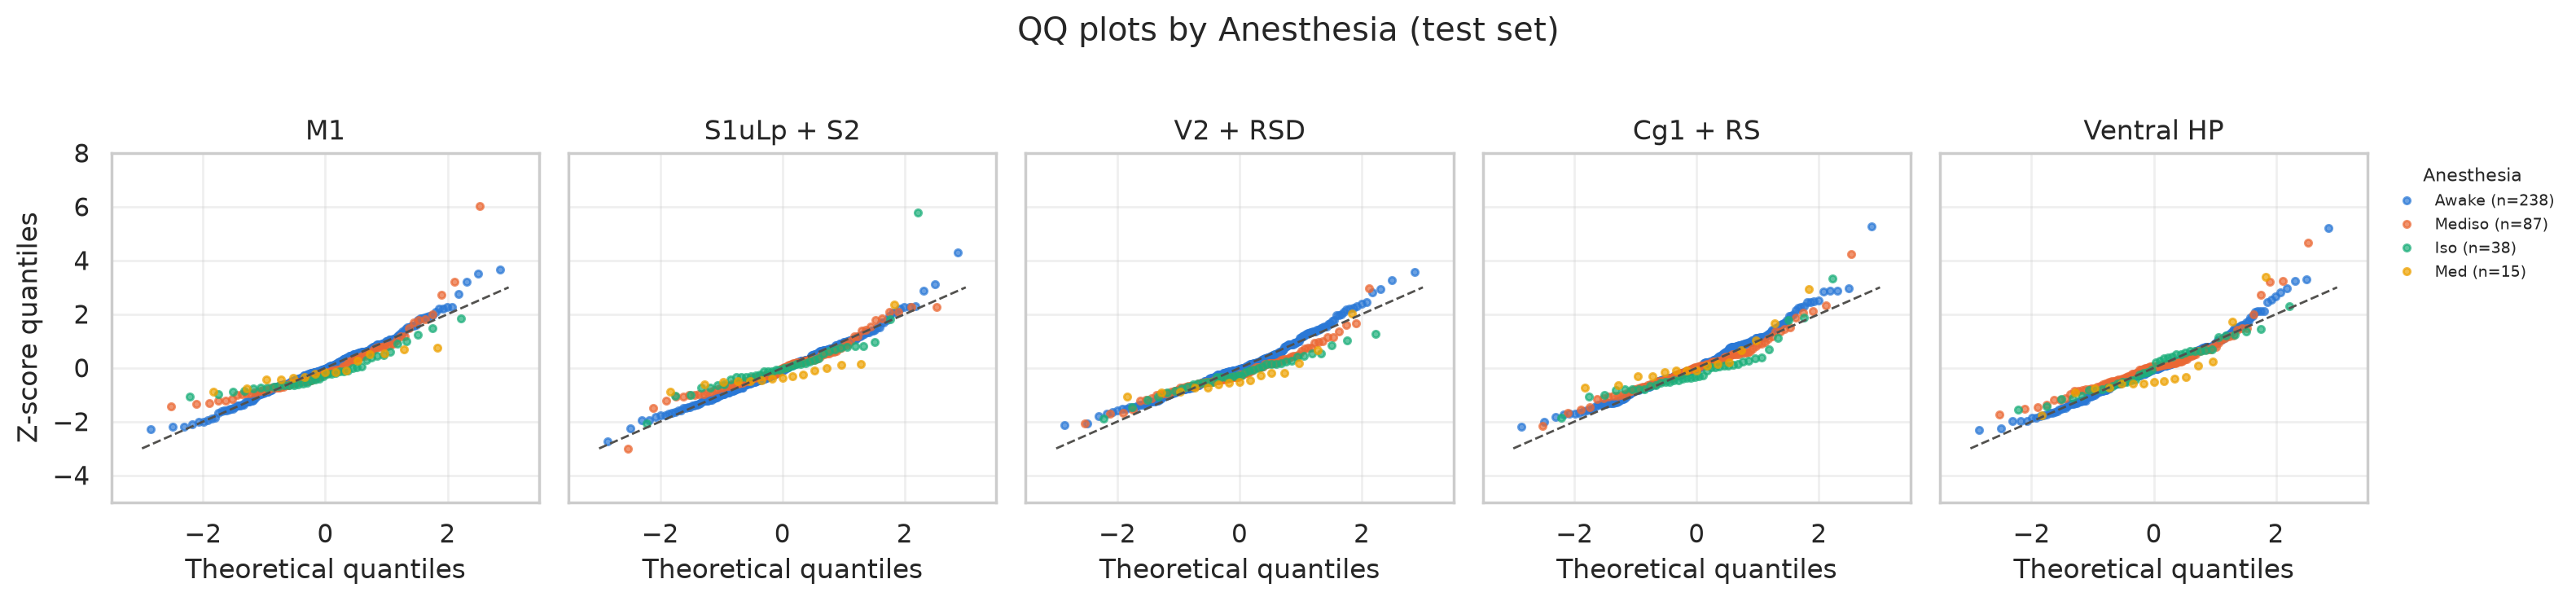 QQ plots by Anesthesia (test set)
M1
S1uLp + S2
V2 + RSD
Cg1 + RS
Ventral HP
Z-score quantiles
8
6
4
2
0
−2
−4
−2 0 2
−2 0 2
−2 0 2
−2 0 2
−2 0 2
Theoretical quantiles
Theoretical quantiles
Theoretical quantiles
Theoretical quantiles
Theoretical quantiles
Anesthesia
Awake (n=238)
Mediso (n=87)
Iso (n=38)
Med (n=15)